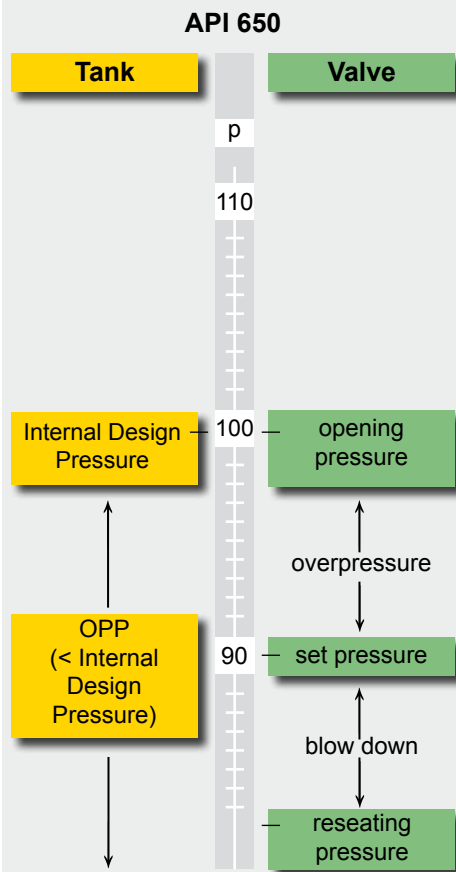 API 650
Tank
Valve
p
110
Internal Design
Pressure
100
opening
pressure
overpressure
OPP
(< Internal
Design
Pressure)
90
set pressure
blow down
reseating
pressure